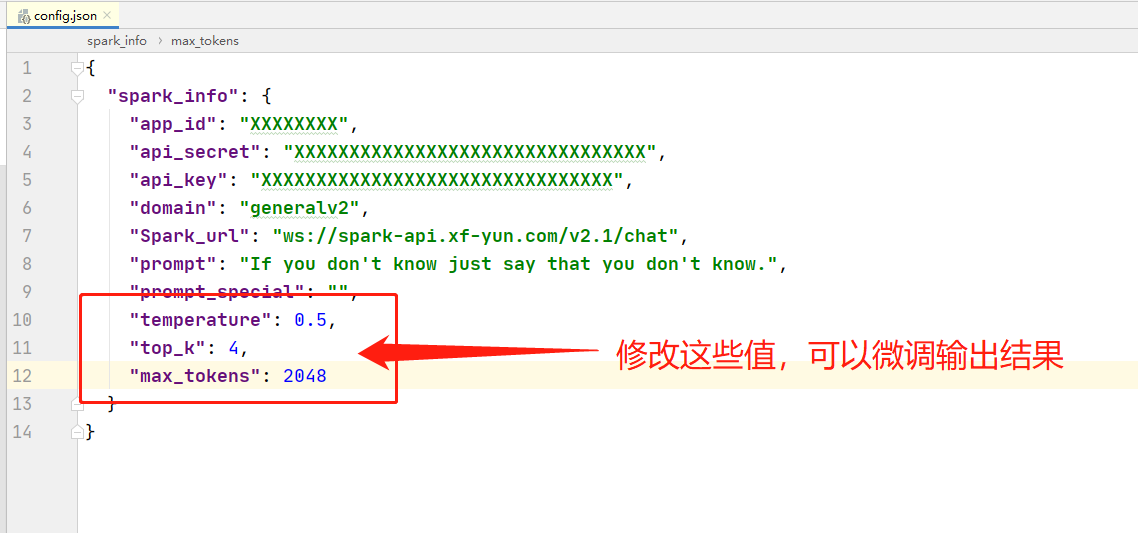 config.json
spark_info > max_tokens
1 {
2 "spark_info": {
3 "app_id": "XXXXXXXX",
4 "api_secret": "XXXXXXXXXXXXXXXXXXXXXXXXXXXXXXXX",
5 "api_key": "XXXXXXXXXXXXXXXXXXXXXXXXXXXXXXXX",
6 "domain": "generalv2",
7 "Spark_url": "ws://spark-api.xf-yun.com/v2.1/chat",
8 "prompt": "If you don't know just say that you don't know.",
9 "prompt_special": "",
10 "temperature": 0.5,
11 "top_k": 4,
修改这些值，可以微调输出结果
12 "max_tokens": 2048
13 }
14 }